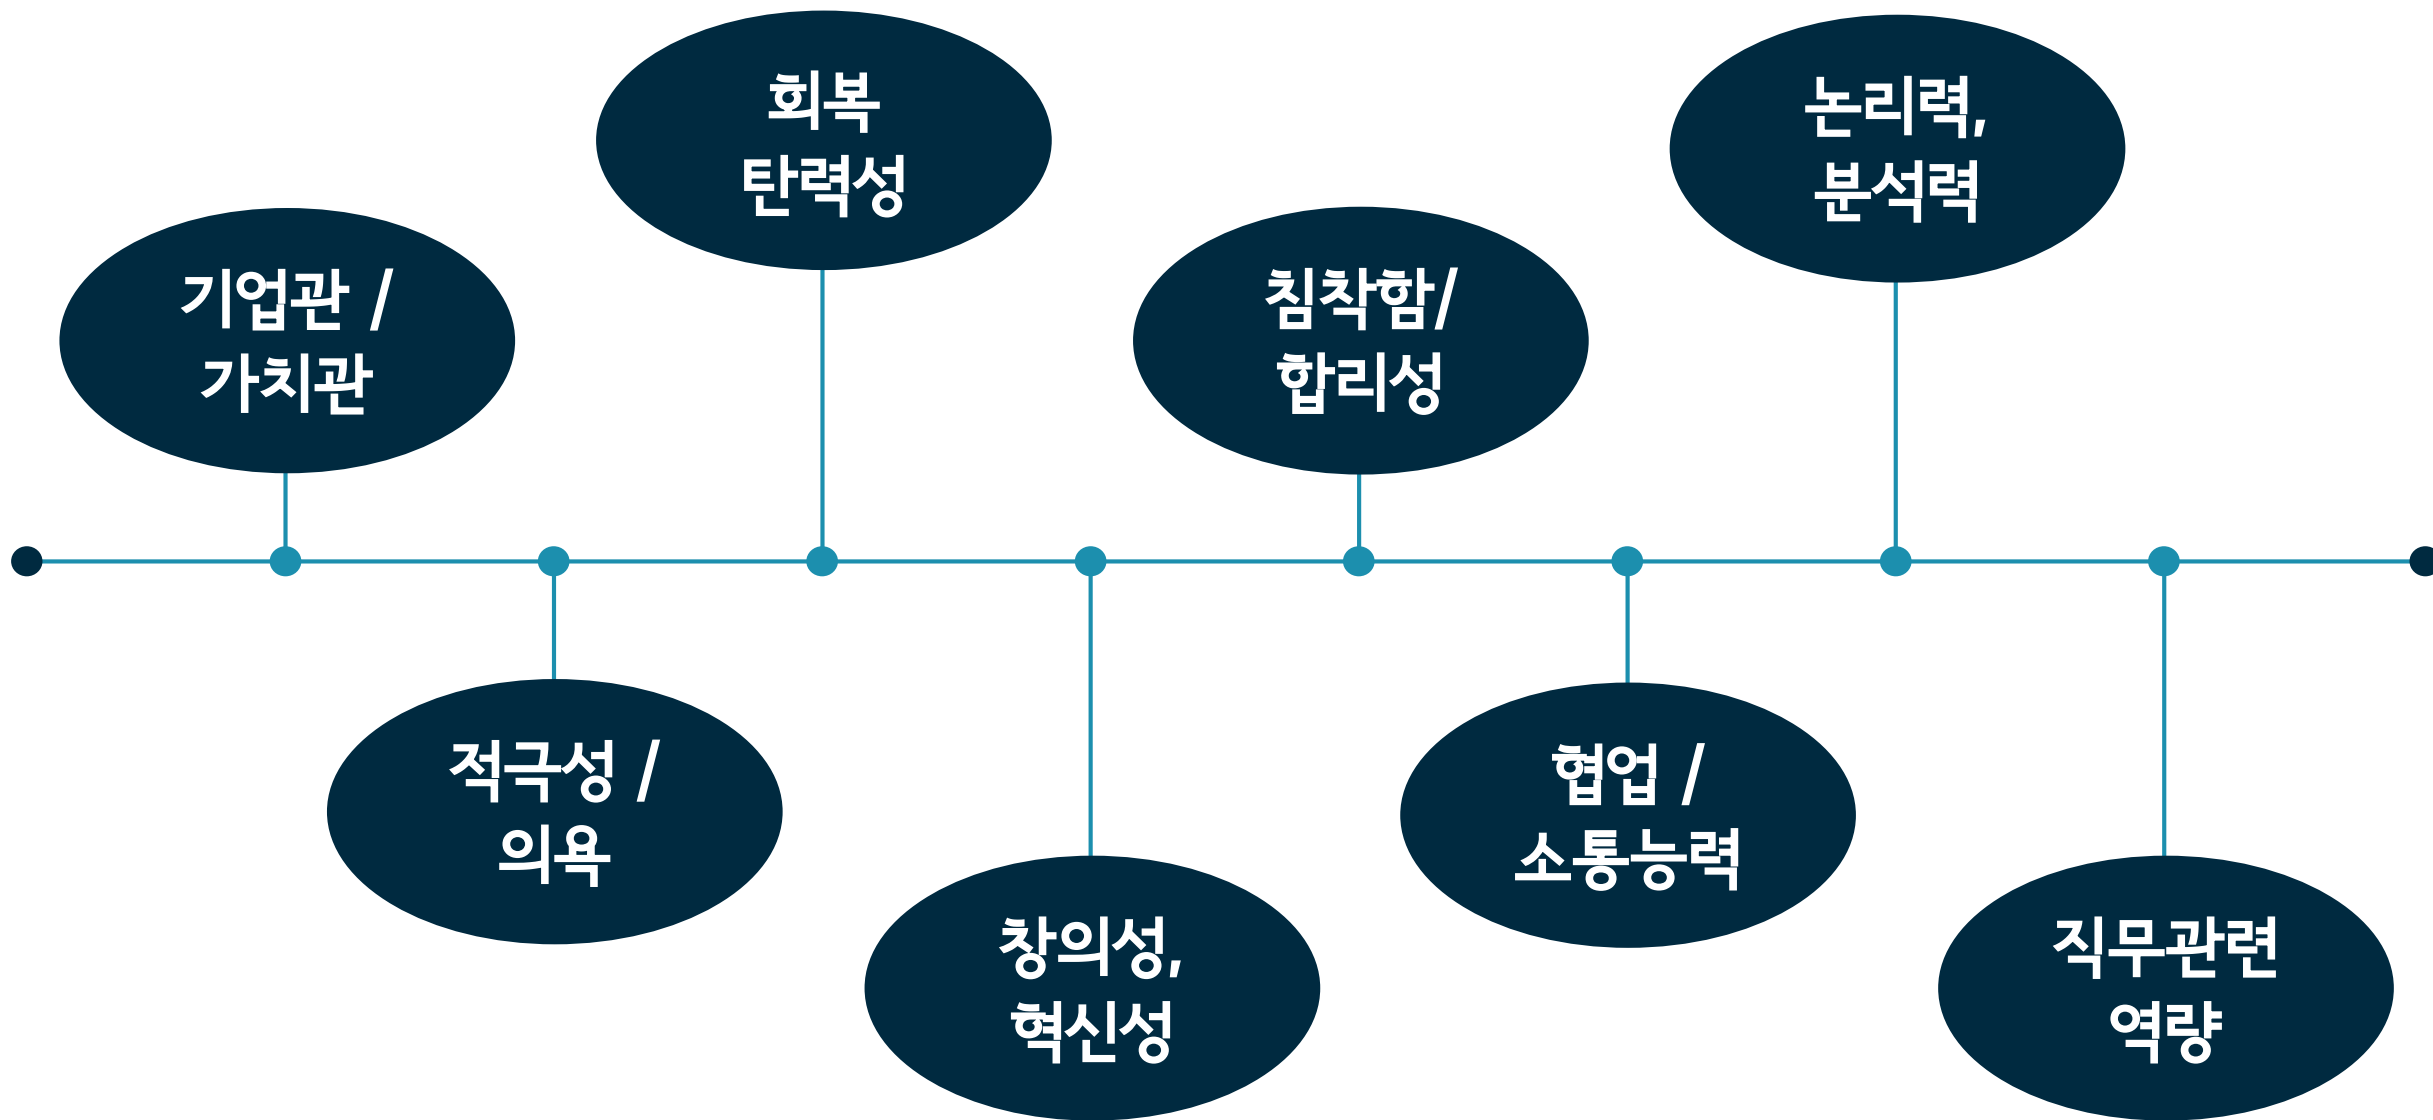 기업관 /
가치관
적극성 /
의욕
회복
탄력성
창의성,
혁신성
침착함/
합리성
협업 /
소통능력
논리력,
분석력
직무관련
역량